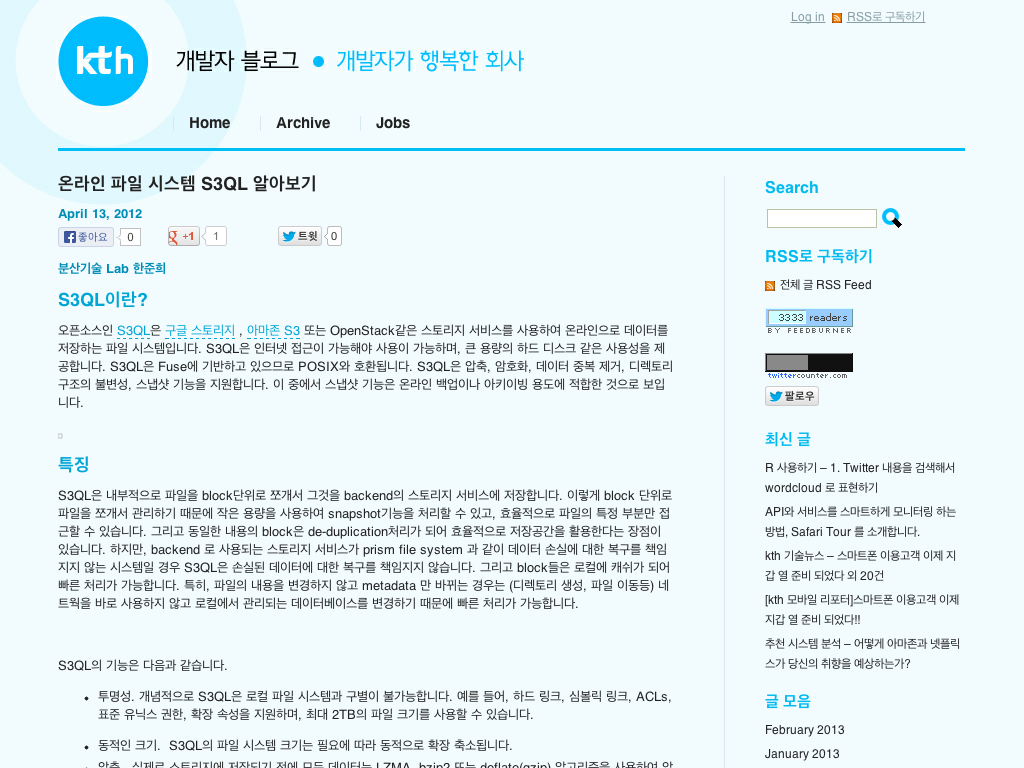 Log in RSS로 구독하기
kth 개발자 블로그 ● 개발자가 행복한 회사
Home Archive Jobs
온라인 파일 시스템 S3QL 알아보기
April 13, 2012
좋아요 0 +1 1 트윗 0
분산기술 Lab 한준희
S3QL이란?
오픈소스인 S3QL은 구글 스토리지 , 아마존 S3 또는 OpenStack같은 스토리지 서비스를 사용하여 온라인으로 데이터를
저장하는 파일 시스템입니다. S3QL은 인터넷 접근이 가능해야 사용이 가능하며, 큰 용량의 하드 디스크 같은 사용성을 제
공합니다. S3QL은 Fuse에 기반하고 있으므로 POSIX와 호환됩니다. S3QL은 압축, 암호화, 데이터 중복 제거, 디렉토리
구조의 불변성, 스냅샷 기능을 지원합니다. 이 중에서 스냅샷 기능은 온라인 백업이나 아키이빙 용도에 적합한 것으로 보입
니다.
특징
S3QL은 내부적으로 파일을 block단위로 쪼개서 그것을 backend의 스토리지 서비스에 저장합니다. 이렇게 block 단위로
파일을 쪼개서 관리하기 때문에 작은 용량을 사용하여 snapshot기능을 처리할 수 있고, 효율적으로 파일의 특정 부분만 접
근할 수 있습니다. 그리고 동일한 내용의 block은 de-duplication처리가 되어 효율적으로 저장공간을 활용한다는 장점이
있습니다. 하지만, backend 로 사용되는 스토리지 서비스가 prism file system 과 같이 데이터 손실에 대한 복구를 책임
지지 않는 시스템일 경우 S3QL은 손실된 데이터에 대한 복구를 책임지지 않습니다. 그리고 block들은 로컬에 캐쉬가 되어
빠른 처리가 가능합니다. 특히, 파일의 내용을 변경하지 않고 metadata 만 바뀌는 경우는 (디렉토리 생성, 파일 이동등) 네
트웍을 바로 사용하지 않고 로컬에서 관리되는 데이터베이스를 변경하기 때문에 빠른 처리가 가능합니다.
S3QL의 기능은 다음과 같습니다.
• 투명성. 개념적으로 S3QL은 로컬 파일 시스템과 구별이 불가능합니다. 예를 들어, 하드 링크, 심볼릭 링크, ACLs,
표준 유닉스 권한, 확장 속성을 지원하며, 최대 2TB의 파일 크기를 사용할 수 있습니다.
• 동적인 크기. S3QL의 파일 시스템 크기는 필요에 따라 동적으로 확장 축소됩니다.
• 압축. 실제로 스토리지에 저장되기 전에 모든 데이터는 LZMA, bzip2 또는 deflate(gzip) 알고리즘을 사용하여 압
Search
RSS로 구독하기
전체 글 RSS Feed
3333 readers
BY FEEDBURNER
twittercounter.com
팔로우
최신 글
R 사용하기 – 1. Twitter 내용을 검색해서
wordcloud 로 표현하기
API와 서비스를 스마트하게 모니터링 하는
방법, Safari Tour 를 소개합니다.
kth 기술뉴스 – 스마트폰 이용고객 이제 지
갑 열 준비 되었다 외 20건
[kth 모바일 리포터]스마트폰 이용고객 이제
지갑 열 준비 되었다!!
추천 시스템 분석 – 어떻게 아마존과 넷플릭
스가 당신의 취향을 예상하는가?
글 모음
February 2013
January 2013